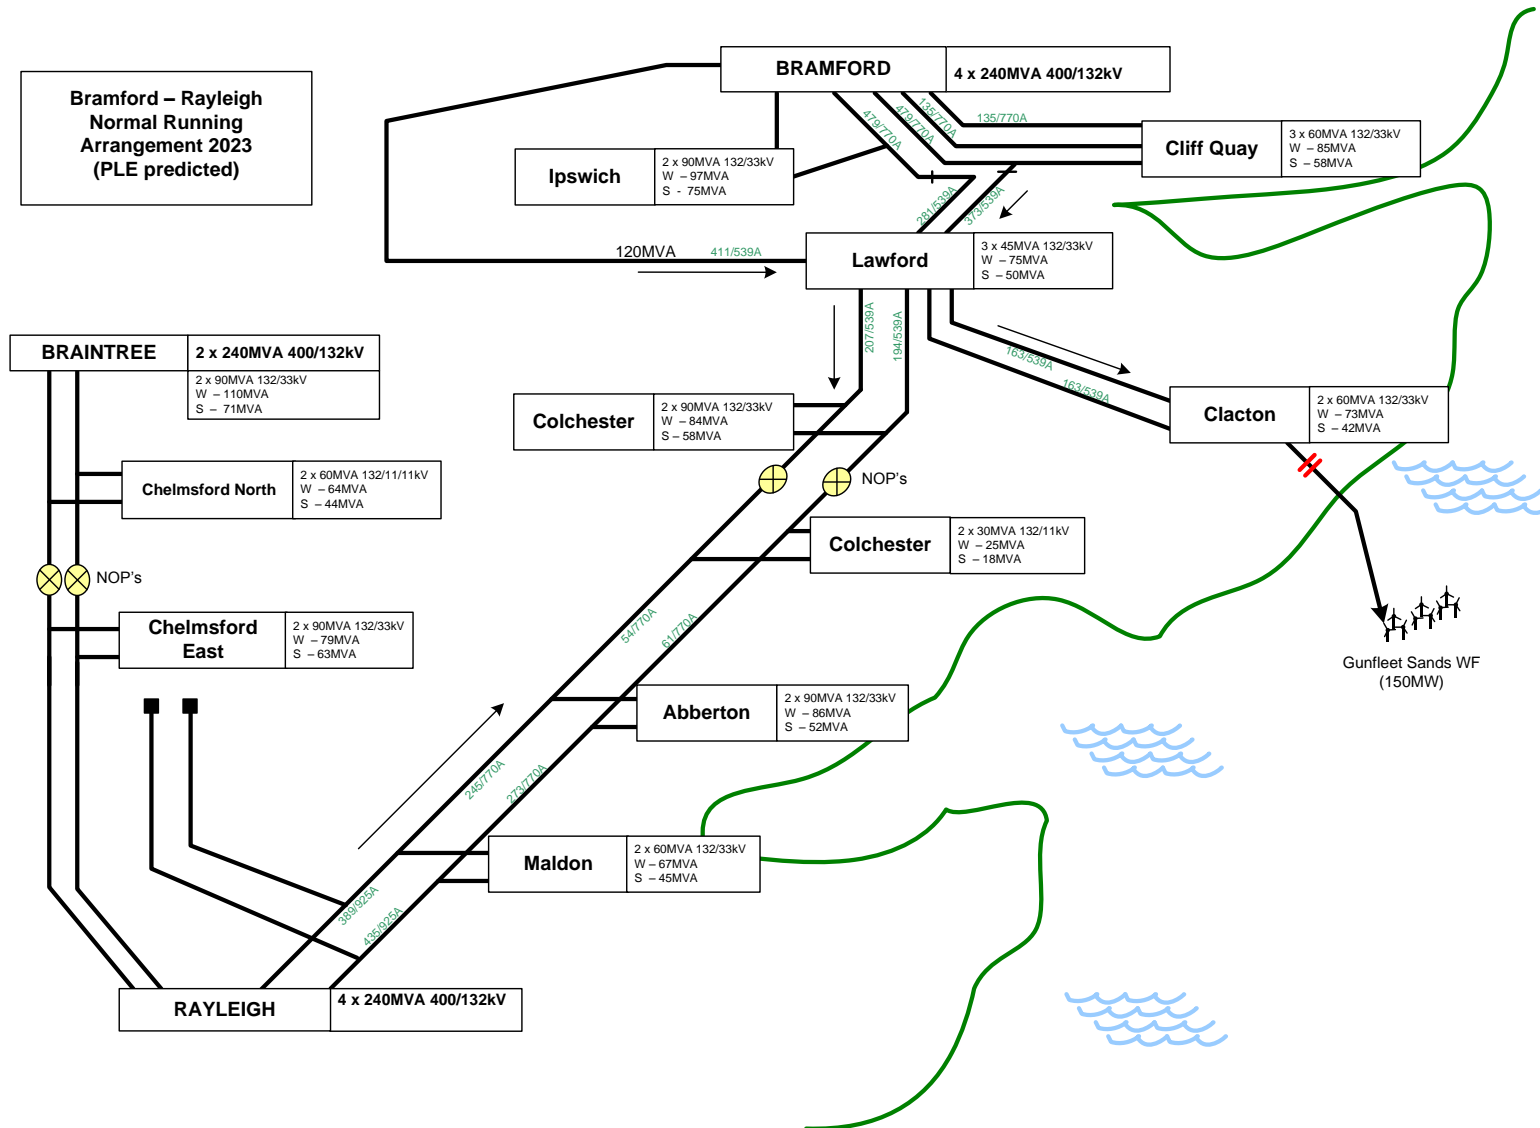 Bramford – Rayleigh
Normal Running
Arrangement 2023
(PLE predicted)
BRAMFORD
4 x 240MVA 400/132kV
479/770A
479/770A
135/770A
135/770A
Cliff Quay
3 x 60MVA 132/33kV
W – 85MVA
S – 58MVA
Ipswich
2 x 90MVA 132/33kV
W – 97MVA
S - 75MVA
281/539A
373/539A
120MVA
411/539A
Lawford
3 x 45MVA 132/33kV
W – 75MVA
S – 50MVA
207/539A
194/539A
163/539A
163/539A
BRAINTREE
2 x 240MVA 400/132kV
2 x 90MVA 132/33kV
W – 110MVA
S – 71MVA
Colchester
2 x 90MVA 132/33kV
W – 84MVA
S – 58MVA
Clacton
2 x 60MVA 132/33kV
W – 73MVA
S – 42MVA
Chelmsford North
2 x 60MVA 132/11/11kV
W – 64MVA
S – 44MVA
NOP's
Colchester
2 x 30MVA 132/11kV
W – 25MVA
S – 18MVA
NOP's
Chelmsford
East
2 x 90MVA 132/33kV
W – 79MVA
S – 63MVA
54/770A
61/770A
Gunfleet Sands WF
(150MW)
Abberton
2 x 90MVA 132/33kV
W – 86MVA
S – 52MVA
245/770A
273/770A
Maldon
2 x 60MVA 132/33kV
W – 67MVA
S – 45MVA
389/925A
435/925A
RAYLEIGH
4 x 240MVA 400/132kV